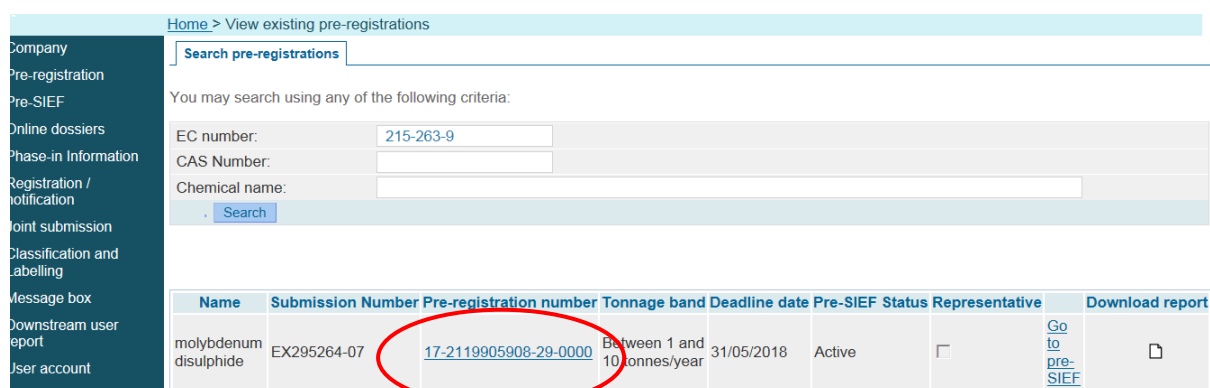 Home > View existing pre-registrations
Company
Pre-registration
Pre-SIEF
Online dossiers
Phase-in Information
Registration /
notification
Joint submission
Classification and
Labelling
Message box
Downstream user
report
User account
Search pre-registrations
You may search using any of the following criteria:
EC number: 215-263-9
CAS Number:
Chemical name:
Search
Name Submission Number Pre-registration number Tonnage band Deadline date Pre-SIEF Status Representative Download report
molybdenum
disulphide
EX295264-07
17-2119905908-29-0000
Between 1 and
10 tonnes/year
31/05/2018
Active
Go
to
pre-
SIEF